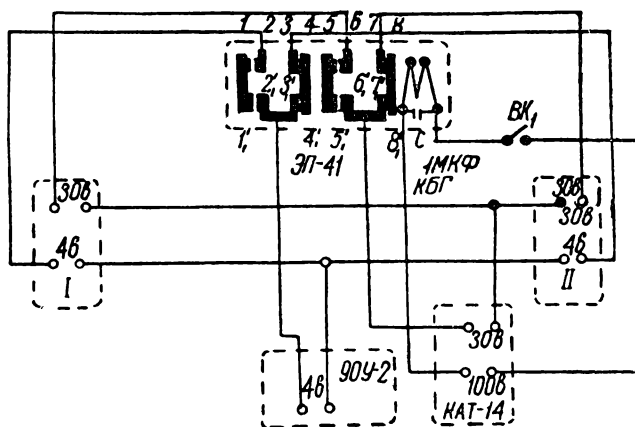 1 2 3 4 5 6 7 8
2' 3' 6' 7'
1' 4' 5' 8' C
ЭП-41
1МКФ
КБГ
ВК1
30В
4В
I
30В
30В
4В
II
90У-2
4В
30В
100В
КАТ-14